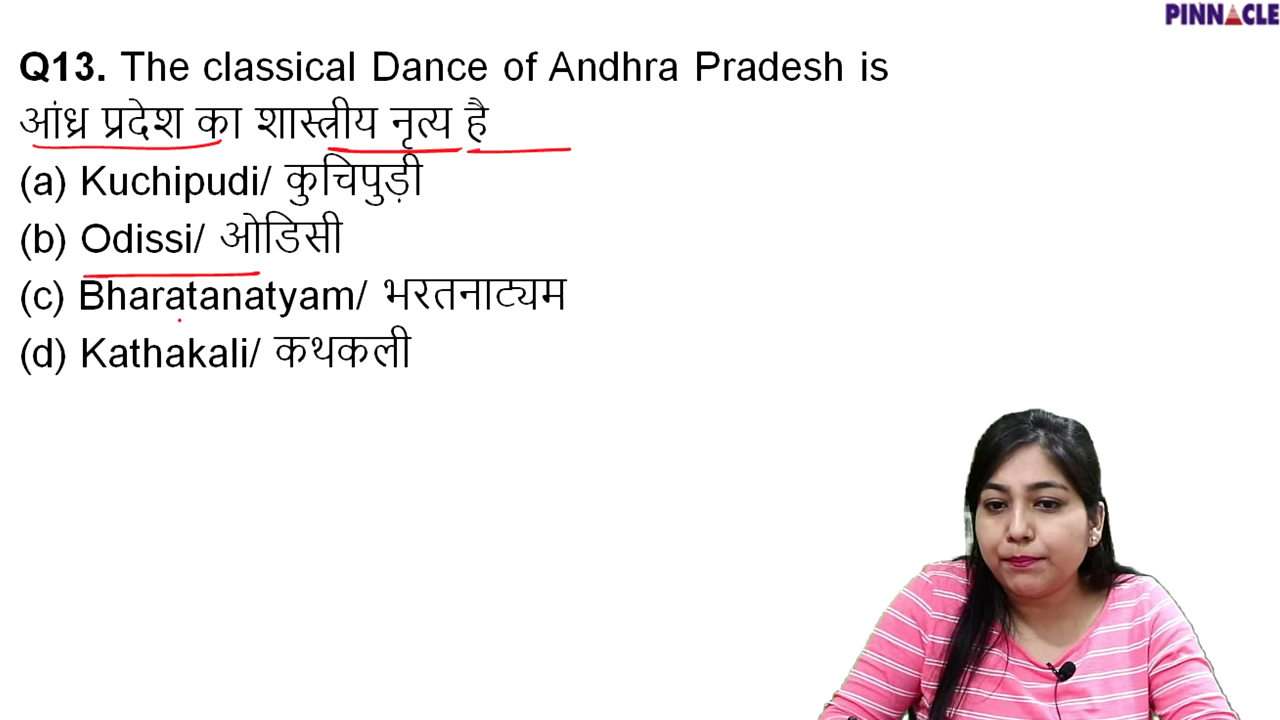 PINNACLE
Q13. The classical Dance of Andhra Pradesh is
आंध्र प्रदेश का शास्त्रीय नृत्य है
(a) Kuchipudi/ कुचिपुड़ी
(b) Odissi/ ओडिसी
(c) Bharatanatyam/ भरतनाट्यम
(d) Kathakali/ कथकली